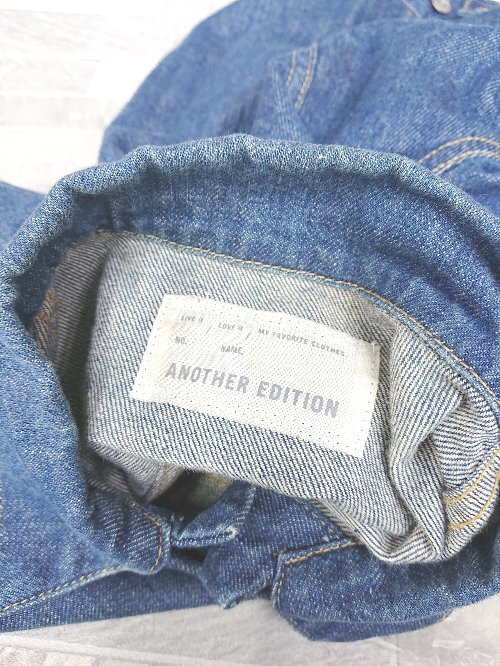 LIVE IT / LOVE IT / MY FAVORITE CLOTHES.
NO. NAME.
ANOTHER EDITION